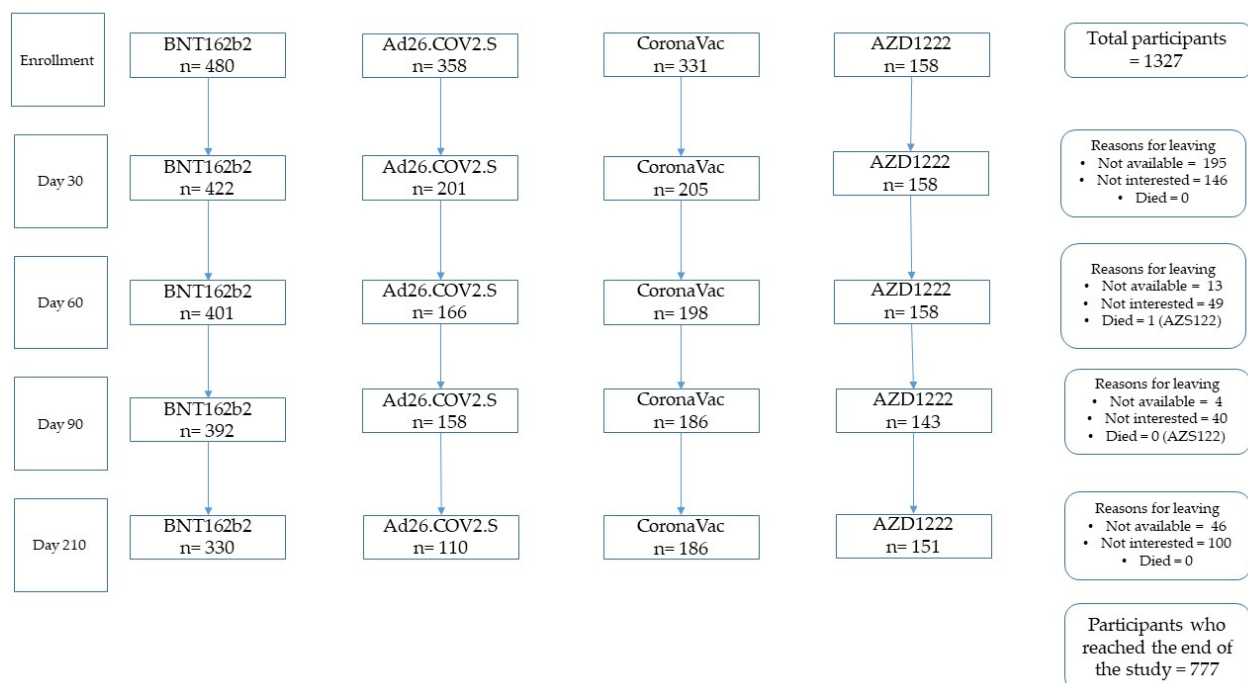 Enrollment
BNT162b2
n= 480
Ad26.COV2.S
n= 358
CoronaVac
n= 331
AZD1222
n= 158
Total participants
= 1327
Day 30
BNT162b2
n= 422
Ad26.COV2.S
n= 201
CoronaVac
n= 205
AZD1222
n= 158
Reasons for leaving
• Not available = 195
• Not interested = 146
• Died = 0
Day 60
BNT162b2
n= 401
Ad26.COV2.S
n= 166
CoronaVac
n= 198
AZD1222
n= 158
Reasons for leaving
• Not available = 13
• Not interested = 49
• Died = 1 (AZS122)
Day 90
BNT162b2
n= 392
Ad26.COV2.S
n= 158
CoronaVac
n= 186
AZD1222
n= 143
Reasons for leaving
• Not available = 4
• Not interested = 40
• Died = 0 (AZS122)
Day 210
BNT162b2
n= 330
Ad26.COV2.S
n= 110
CoronaVac
n= 186
AZD1222
n= 151
Reasons for leaving
• Not available = 46
• Not interested = 100
• Died = 0
Participants who
reached the end of
the study = 777